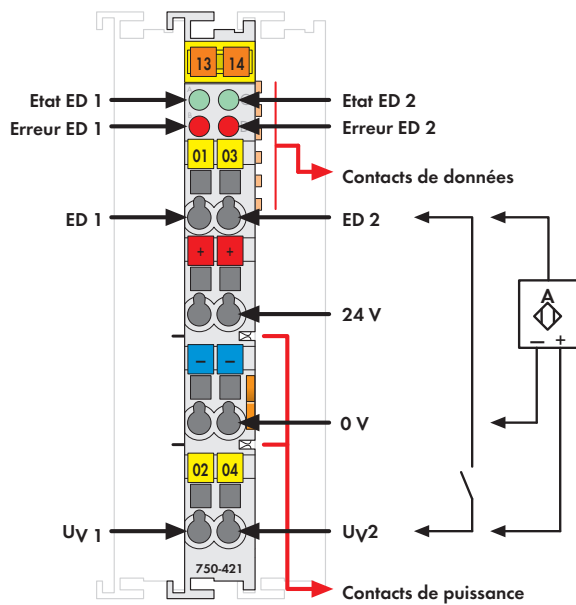 13 14
Etat ED 1
Etat ED 2
Erreur ED 1
Erreur ED 2
01 03
Contacts de données
ED 1
ED 2
+ +
A
– +
24 V
– –
0 V
02 04
UV 1
UV2
750-421
Contacts de puissance